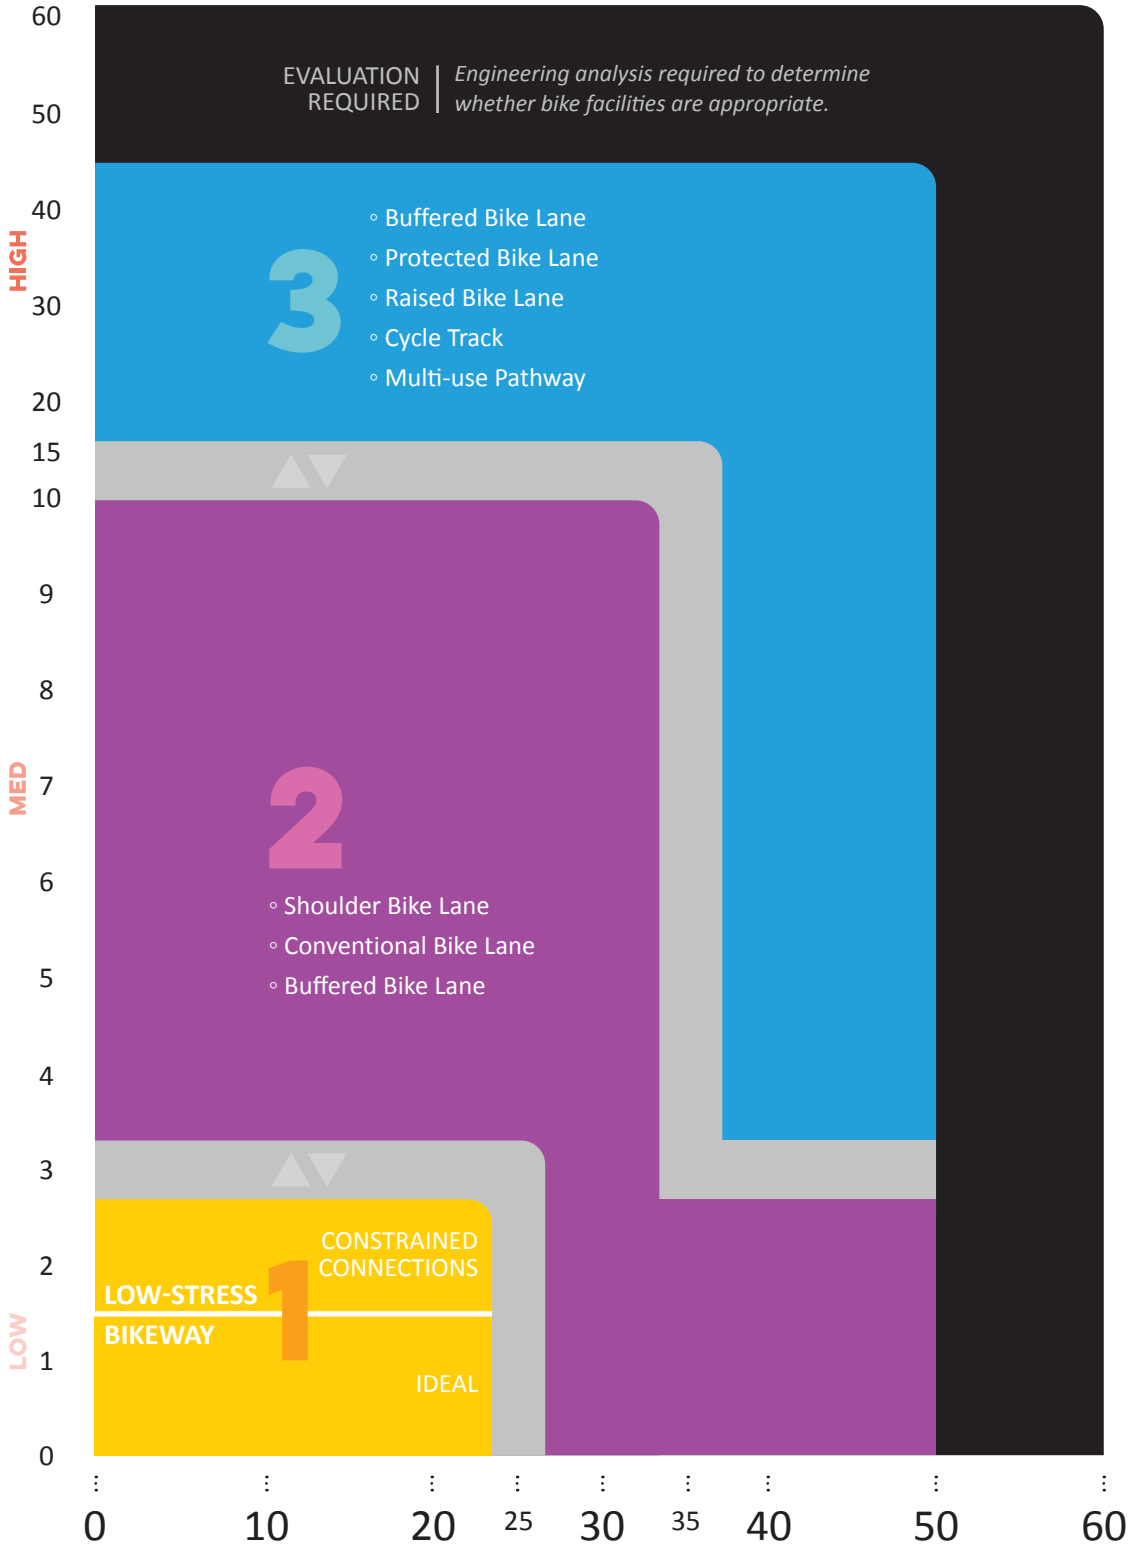 60
EVALUATION
REQUIRED
Engineering analysis required to determine
whether bike facilities are appropriate.
50
40
HIGH
30
20
15
10
3
◦ Buffered Bike Lane
◦ Protected Bike Lane
◦ Raised Bike Lane
◦ Cycle Track
◦ Multi-use Pathway
9
8
MED
7
6
5
4
2
◦ Shoulder Bike Lane
◦ Conventional Bike Lane
◦ Buffered Bike Lane
3
2
LOW
1
0
CONSTRAINED
CONNECTIONS
LOW-STRESS
BIKEWAY
1
IDEAL
0 10 20 25 30 35 40 50 60